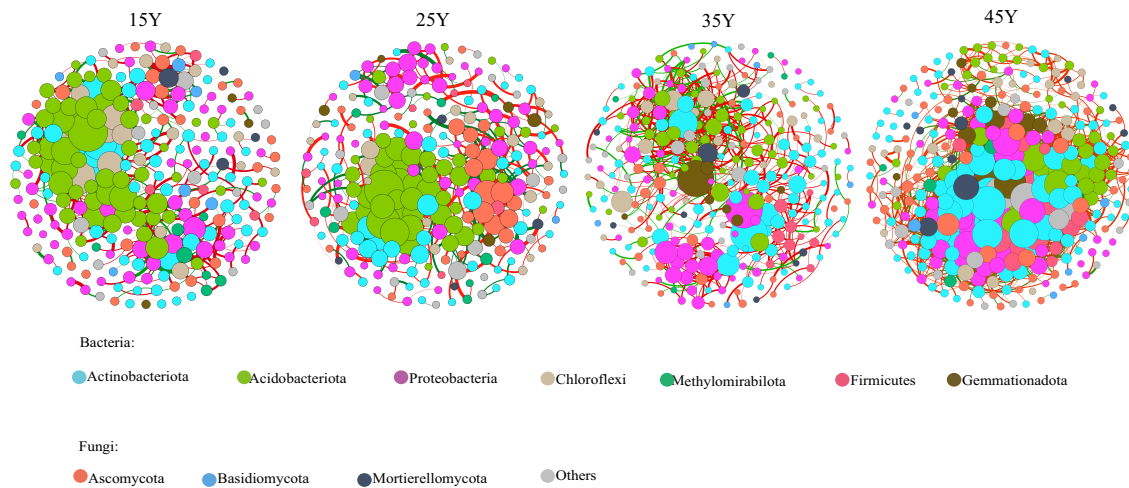 15Y 25Y 35Y 45Y
Bacteria:
Actinobacteriota Acidobacteriota Proteobacteria Chloroflexi Methylomirabilota Firmicutes Gemmationadota
Fungi:
Ascomycota Basidiomycota Mortierellomycota Others